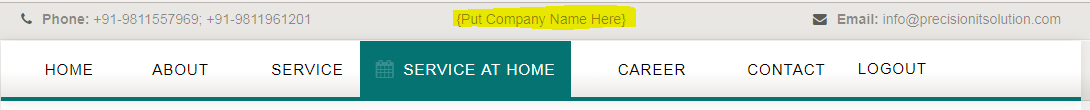 Phone: +91-9811557969; +91-9811961201 {Put Company Name Here} Email: info@precisionitsolution.com
HOME ABOUT SERVICE SERVICE AT HOME CAREER CONTACT LOGOUT